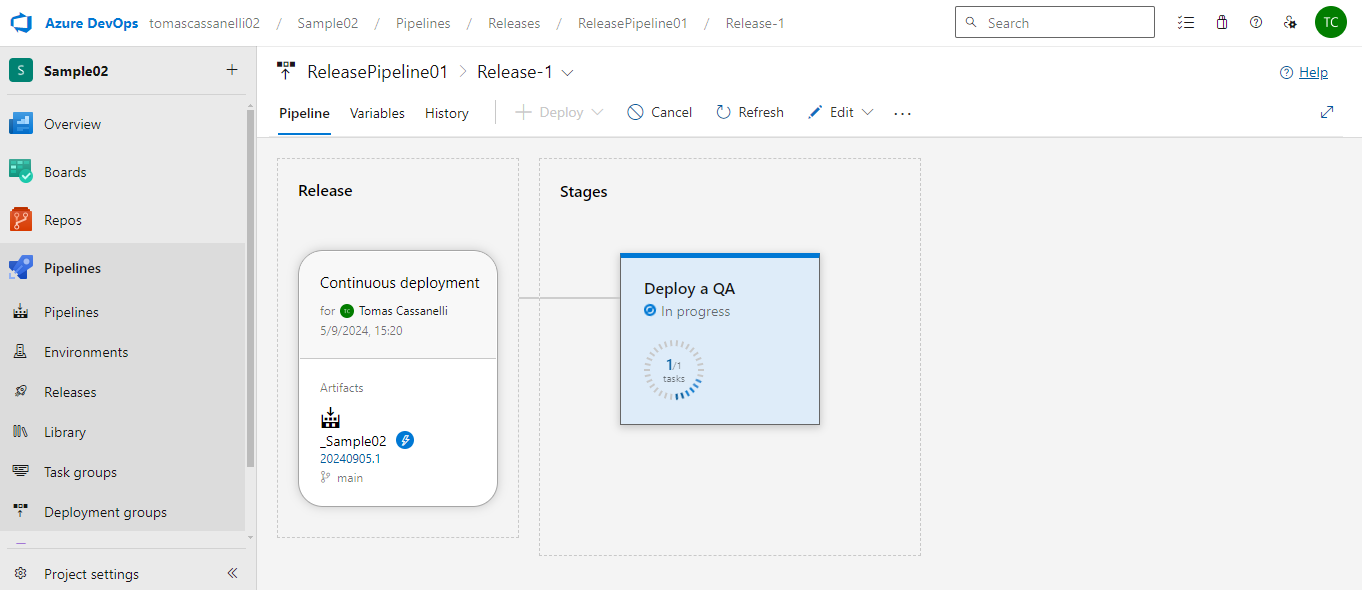 Azure DevOps tomascassanelli02 / Sample02 / Pipelines / Releases / ReleasePipeline01 / Release-1
Search
TC
S Sample02 +
Overview
Boards
Repos
Pipelines
Pipelines
Environments
Releases
Library
Task groups
Deployment groups
Project settings
ReleasePipeline01 > Release-1
Help
Pipeline Variables History Deploy Cancel Refresh Edit ...
Release
Continuous deployment
for TC Tomas Cassanelli
5/9/2024, 15:20
Artifacts
_Sample02
20240905.1
main
Stages
Deploy a QA
In progress
1/1
tasks